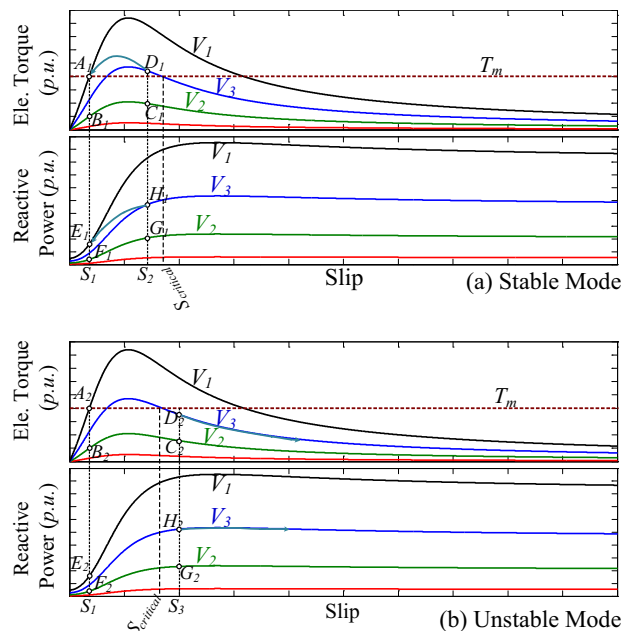 Ele. Torque
(p.u.)
A1
B1
C1
D1
V1
V2
V3
Tm
Reactive
Power (p.u.)
E1
F1
G1
H1
V1
V2
V3
S1
S2
Scritical
Slip
(a) Stable Mode
Ele. Torque
(p.u.)
A2
B2
C2
D2
V1
V2
V3
Tm
Reactive
Power (p.u.)
E2
F2
G2
H2
V1
V2
V3
S1
Scritical
S3
Slip
(b) Unstable Mode